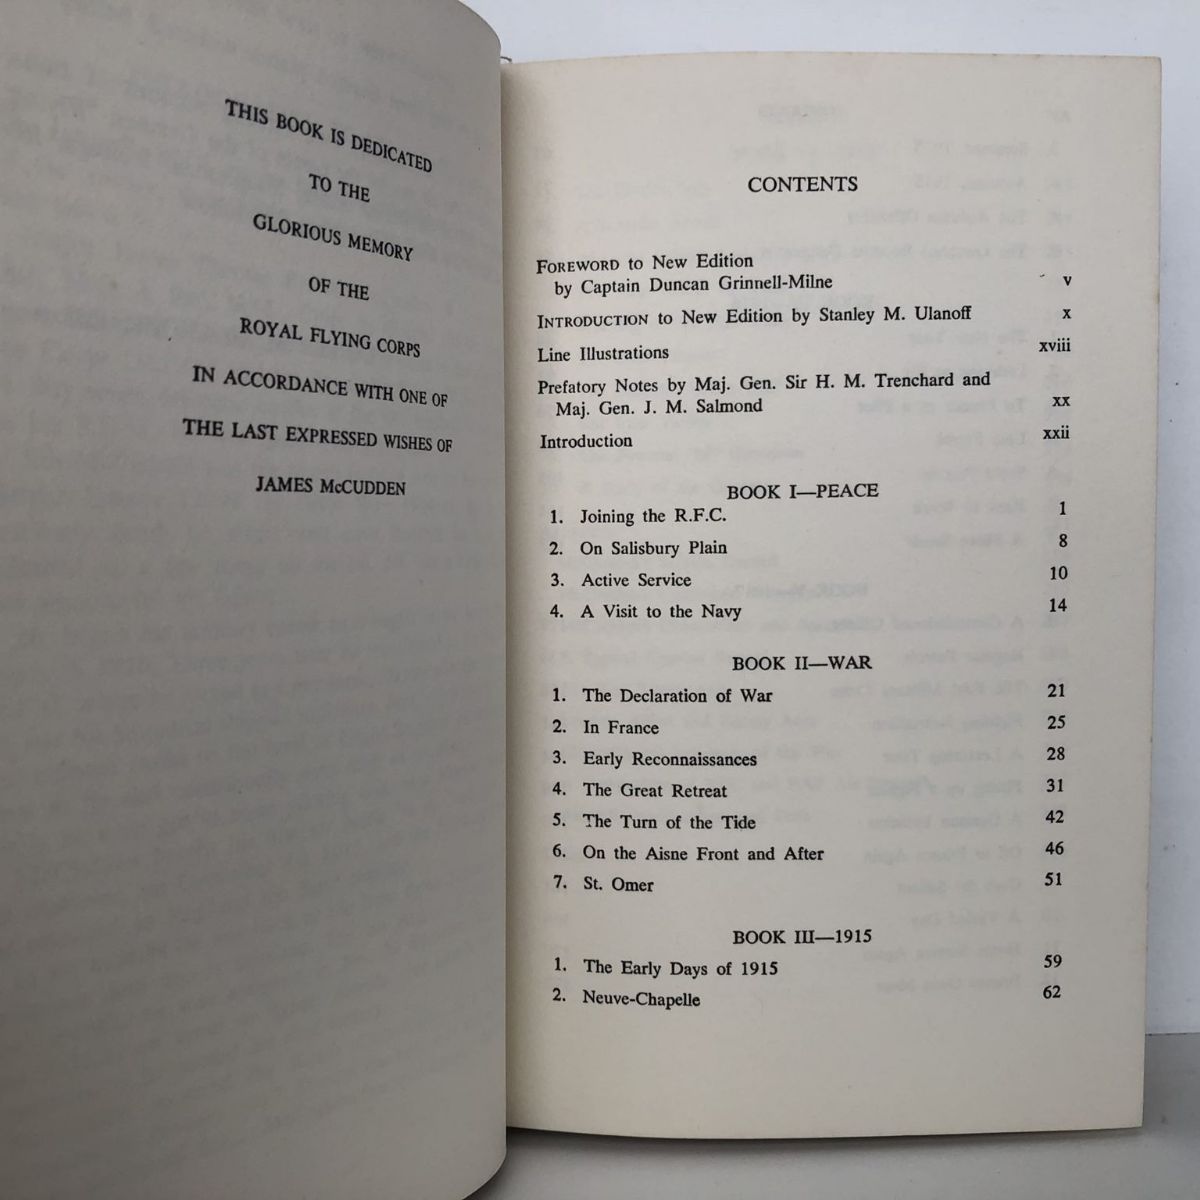 THIS BOOK IS DEDICATED
TO THE
GLORIOUS MEMORY
OF THE
ROYAL FLYING CORPS
IN ACCORDANCE WITH ONE OF
THE LAST EXPRESSED WISHES OF
JAMES McCUDDEN
CONTENTS
FOREWORD to New Edition
by Captain Duncan Grinnell-Milne v
INTRODUCTION to New Edition by Stanley M. Ulanoff x
Line Illustrations xviii
Prefatory Notes by Maj. Gen. Sir H. M. Trenchard and
Maj. Gen. J. M. Salmond xx
Introduction xxii
BOOK I—PEACE
1. Joining the R.F.C. 1
2. On Salisbury Plain 8
3. Active Service 10
4. A Visit to the Navy 14
BOOK II—WAR
1. The Declaration of War 21
2. In France 25
3. Early Reconnaissances 28
4. The Great Retreat 31
5. The Turn of the Tide 42
6. On the Aisne Front and After 46
7. St. Omer 51
BOOK III—1915
1. The Early Days of 1915 59
2. Neuve-Chapelle 62